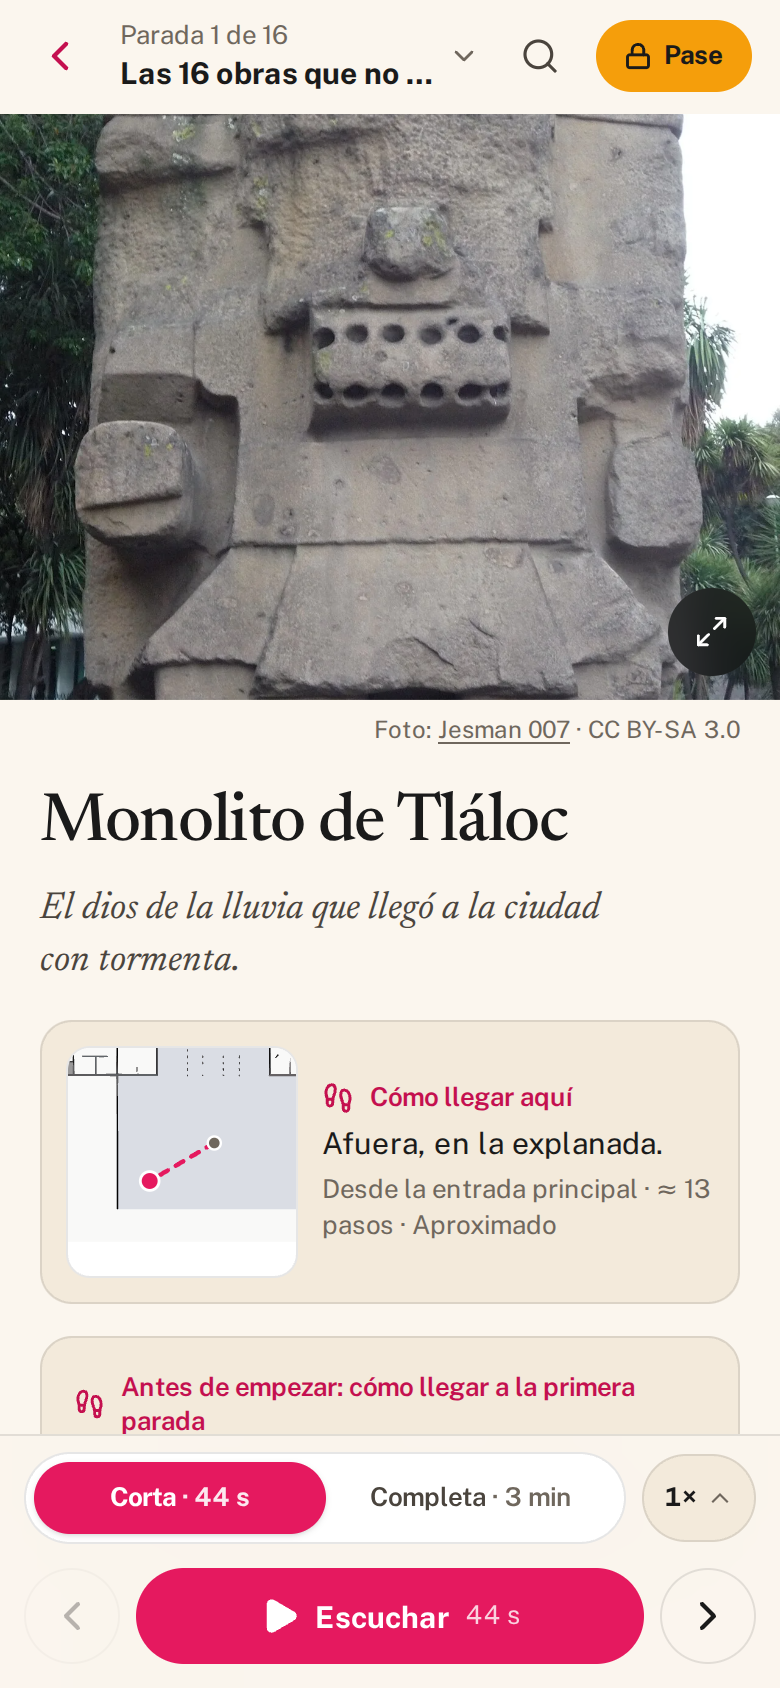 Parada 1 de 16
Las 16 obras que no ...
Pase
Foto: Jesman 007 · CC BY-SA 3.0
Monolito de Tláloc
El dios de la lluvia que llegó a la ciudad
con tormenta.
Cómo llegar aquí
Afuera, en la explanada.
Desde la entrada principal · ≈ 13
pasos · Aproximado
Antes de empezar: cómo llegar a la primera
parada
Corta · 44 s
Completa · 3 min
1×
Escuchar 44 s